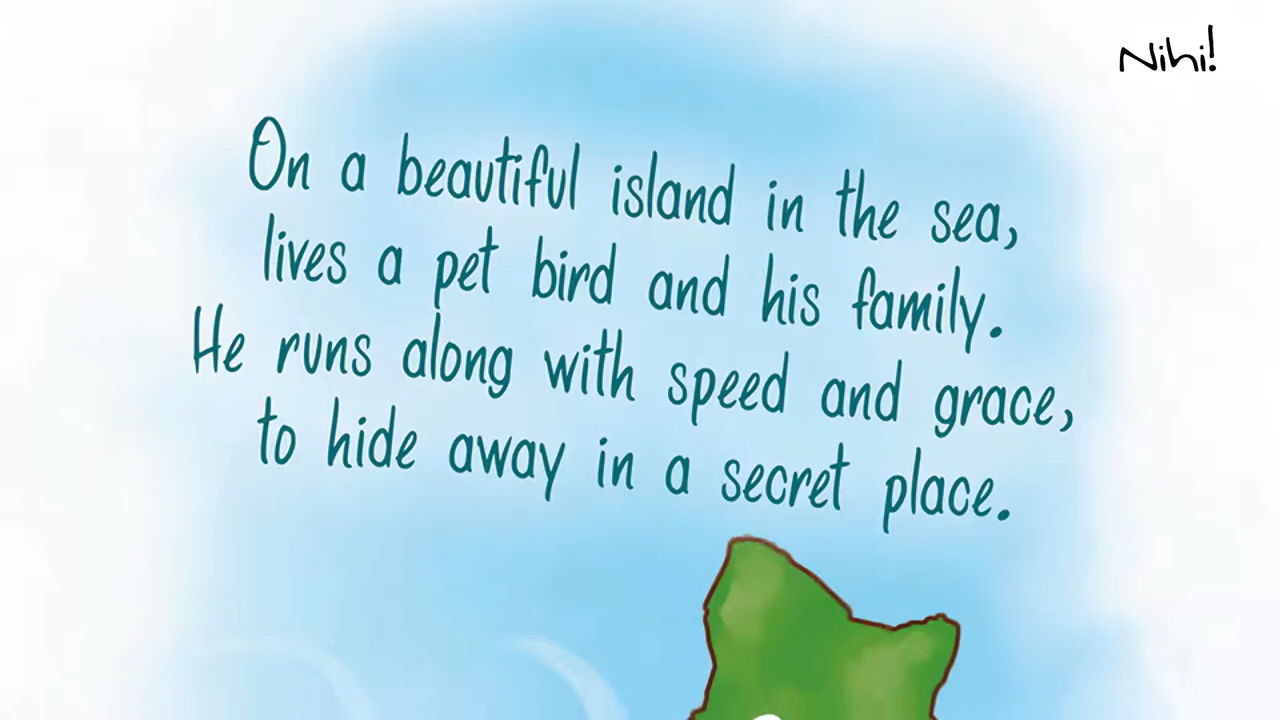 Nihi!
On a beautiful island in the sea,
lives a pet bird and his family.
He runs along with speed and grace,
to hide away in a secret place.